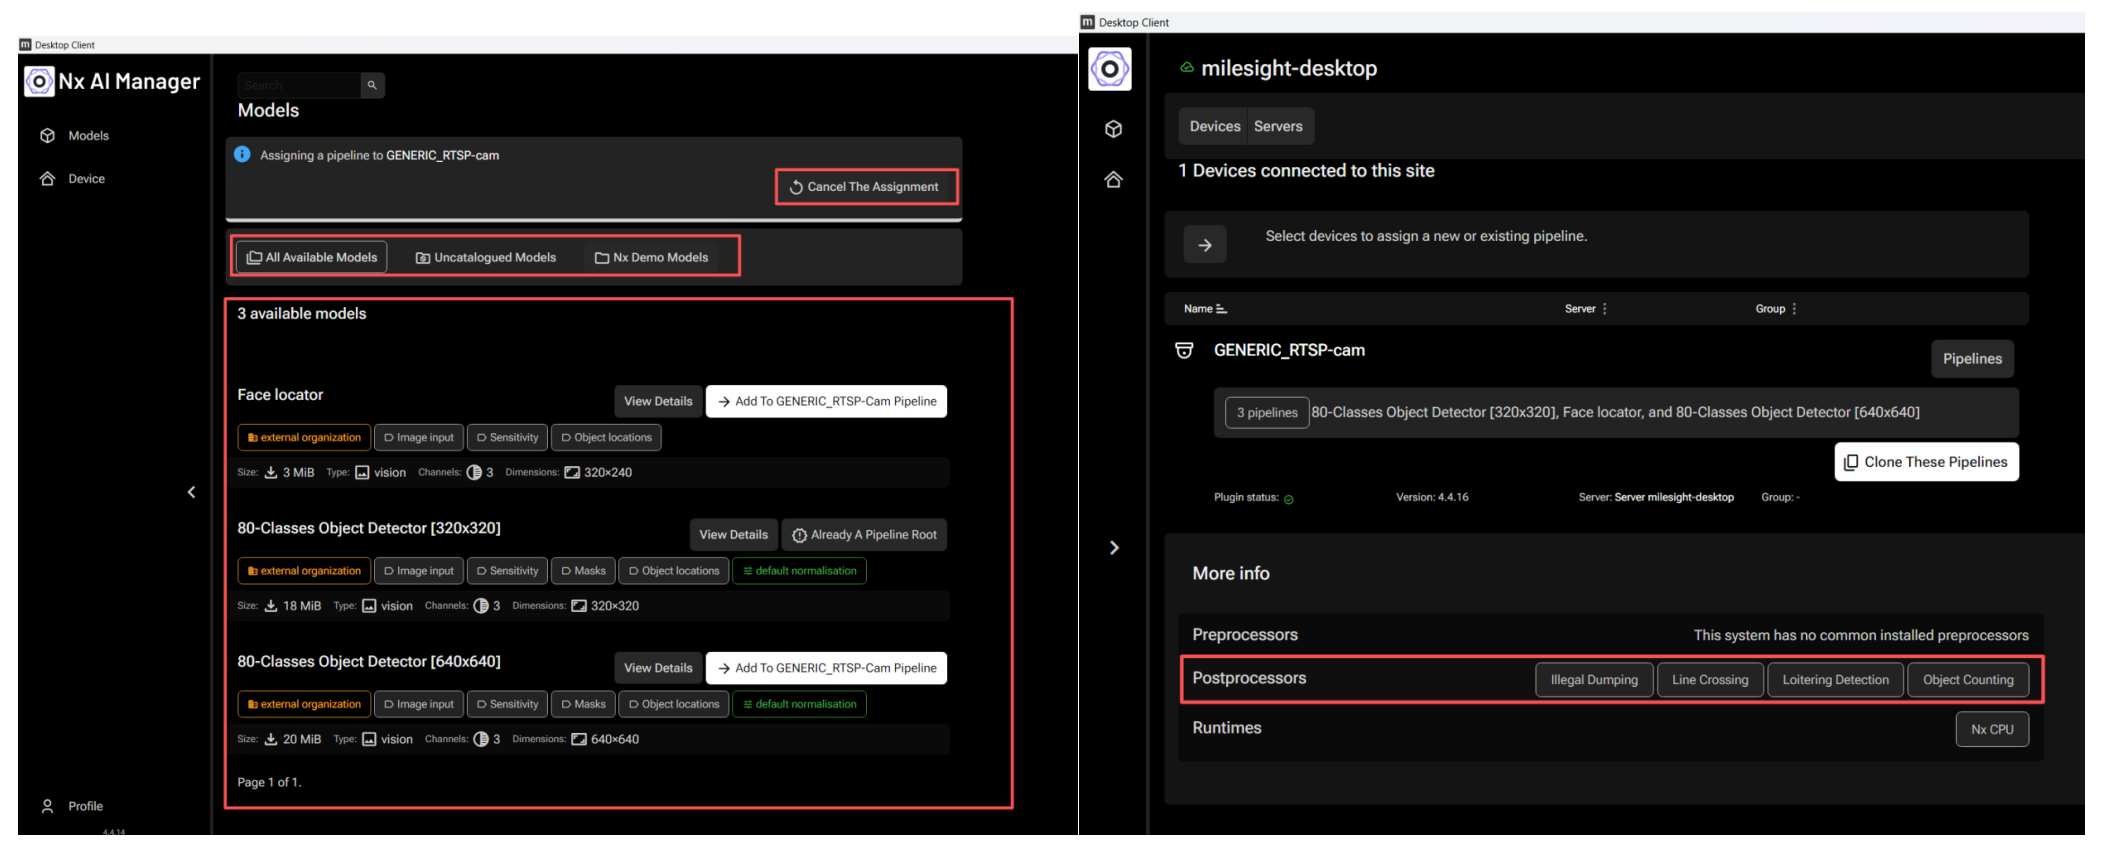 Desktop Client
Nx AI Manager
Models
Device
Profile
4.4.14
Search
Models
Assigning a pipeline to GENERIC_RTSP-cam
Cancel The Assignment
All Available Models Uncatalogued Models Nx Demo Models
3 available models
Face locator View Details → Add To GENERIC_RTSP-Cam Pipeline
external organization Image input Sensitivity Object locations
Size: 3 MiB Type: vision Channels: 3 Dimensions: 320×240
80-Classes Object Detector [320x320] View Details Already A Pipeline Root
external organization Image input Sensitivity Masks Object locations default normalisation
Size: 18 MiB Type: vision Channels: 3 Dimensions: 320×320
80-Classes Object Detector [640x640] View Details → Add To GENERIC_RTSP-Cam Pipeline
external organization Image input Sensitivity Masks Object locations default normalisation
Size: 20 MiB Type: vision Channels: 3 Dimensions: 640×640
Page 1 of 1.
Desktop Client
milesight-desktop
Devices Servers
1 Devices connected to this site
→ Select devices to assign a new or existing pipeline.
Name Server Group
GENERIC_RTSP-cam Pipelines
3 pipelines 80-Classes Object Detector [320x320], Face locator, and 80-Classes Object Detector [640x640]
Clone These Pipelines
Plugin status: Version: 4.4.16 Server: Server milesight-desktop Group: -
More info
Preprocessors This system has no common installed preprocessors
Postprocessors Illegal Dumping Line Crossing Loitering Detection Object Counting
Runtimes Nx CPU